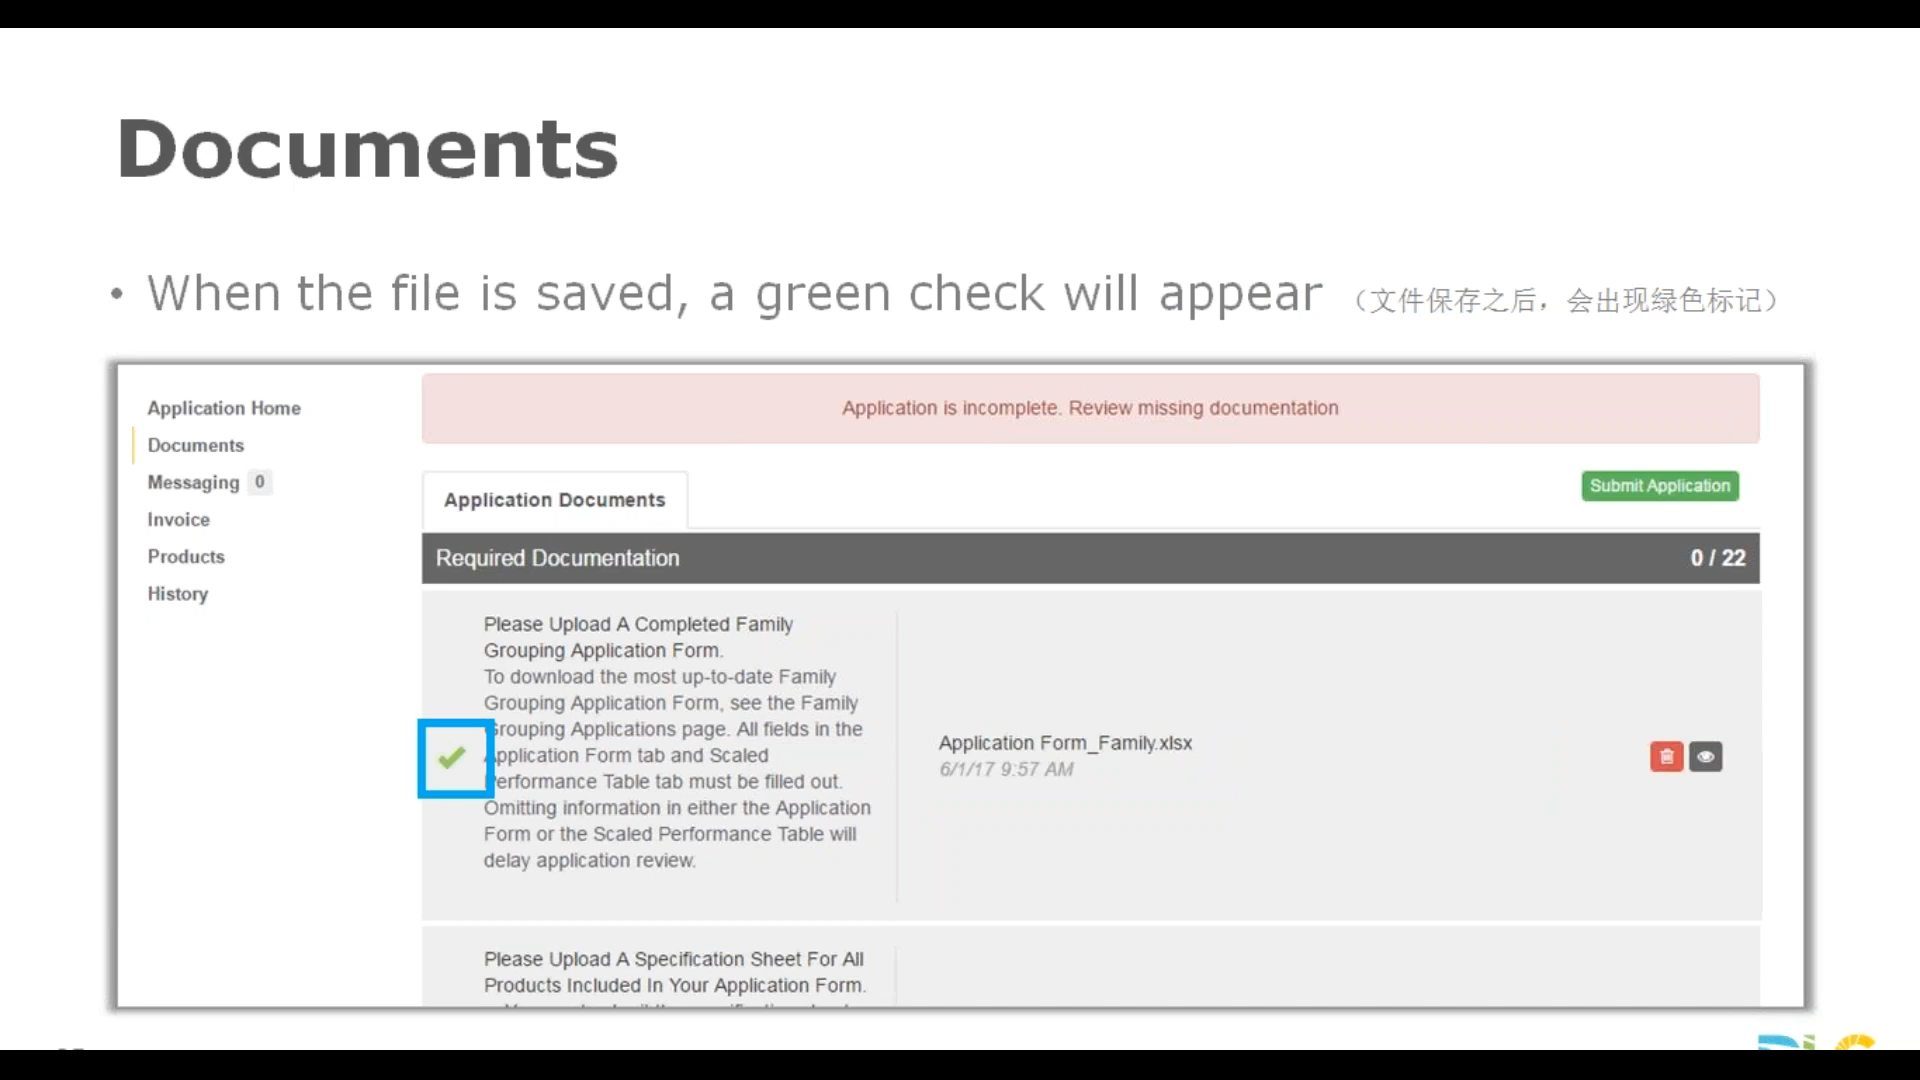 Documents
• When the file is saved, a green check will appear （文件保存之后，会出现绿色标记）
Application Home
Documents
Messaging 0
Invoice
Products
History
Application is incomplete. Review missing documentation
Application Documents
Submit Application
Required Documentation
0 / 22
Please Upload A Completed Family
Grouping Application Form.
To download the most up-to-date Family
Grouping Application Form, see the Family
Grouping Applications page. All fields in the
Application Form tab and Scaled
Performance Table tab must be filled out.
Omitting information in either the Application
Form or the Scaled Performance Table will
delay application review.
Application Form_Family.xlsx
6/1/17 9:57 AM
Please Upload A Specification Sheet For All
Products Included In Your Application Form.